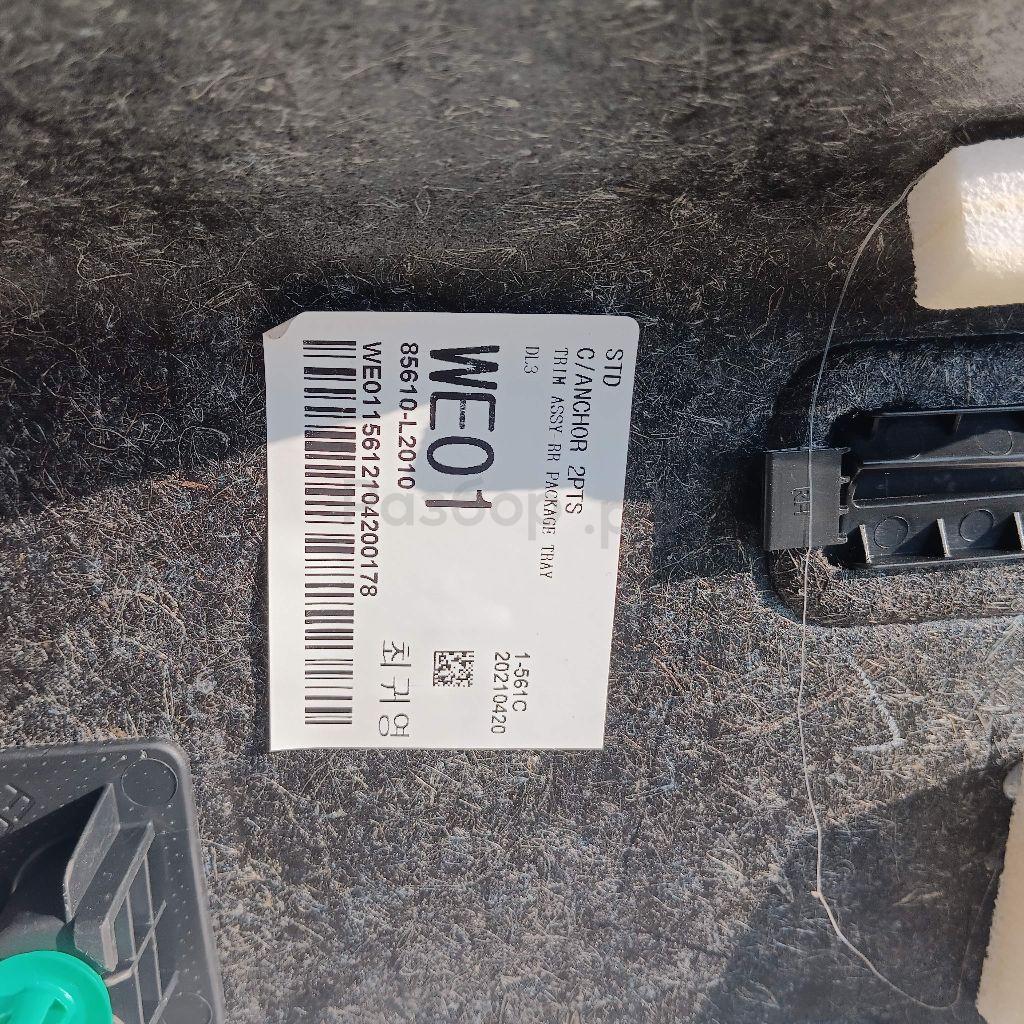 STD
C/ANCHOR 2PTS
TRIM ASSY-RR PACKAGE TRAY
DL3
1-561C
20210420
WE01
85610-L2010
최귀영
WE0115612104200178
RH